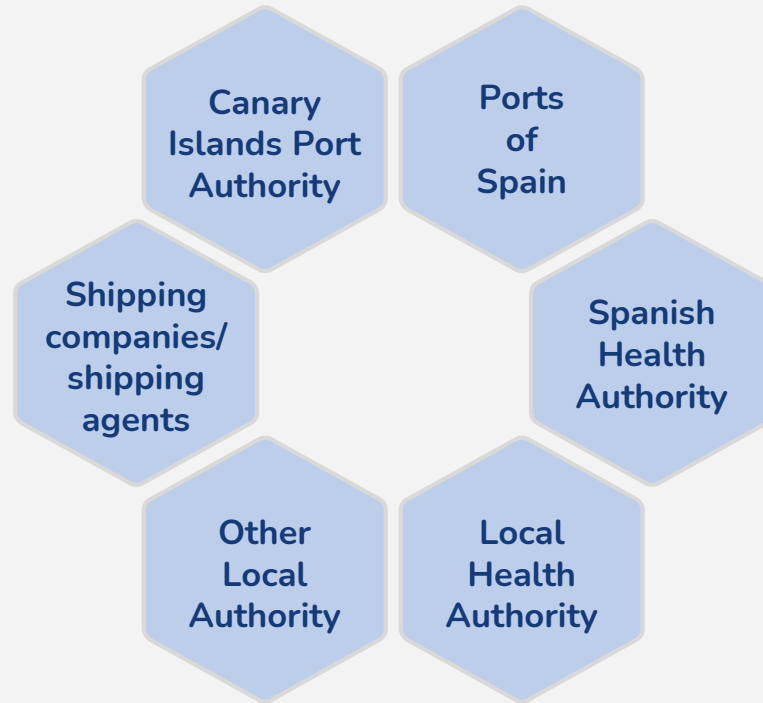 Canary
Islands Port
Authority
Ports
of
Spain
Shipping
companies/
shipping
agents
Spanish
Health
Authority
Other
Local
Authority
Local
Health
Authority